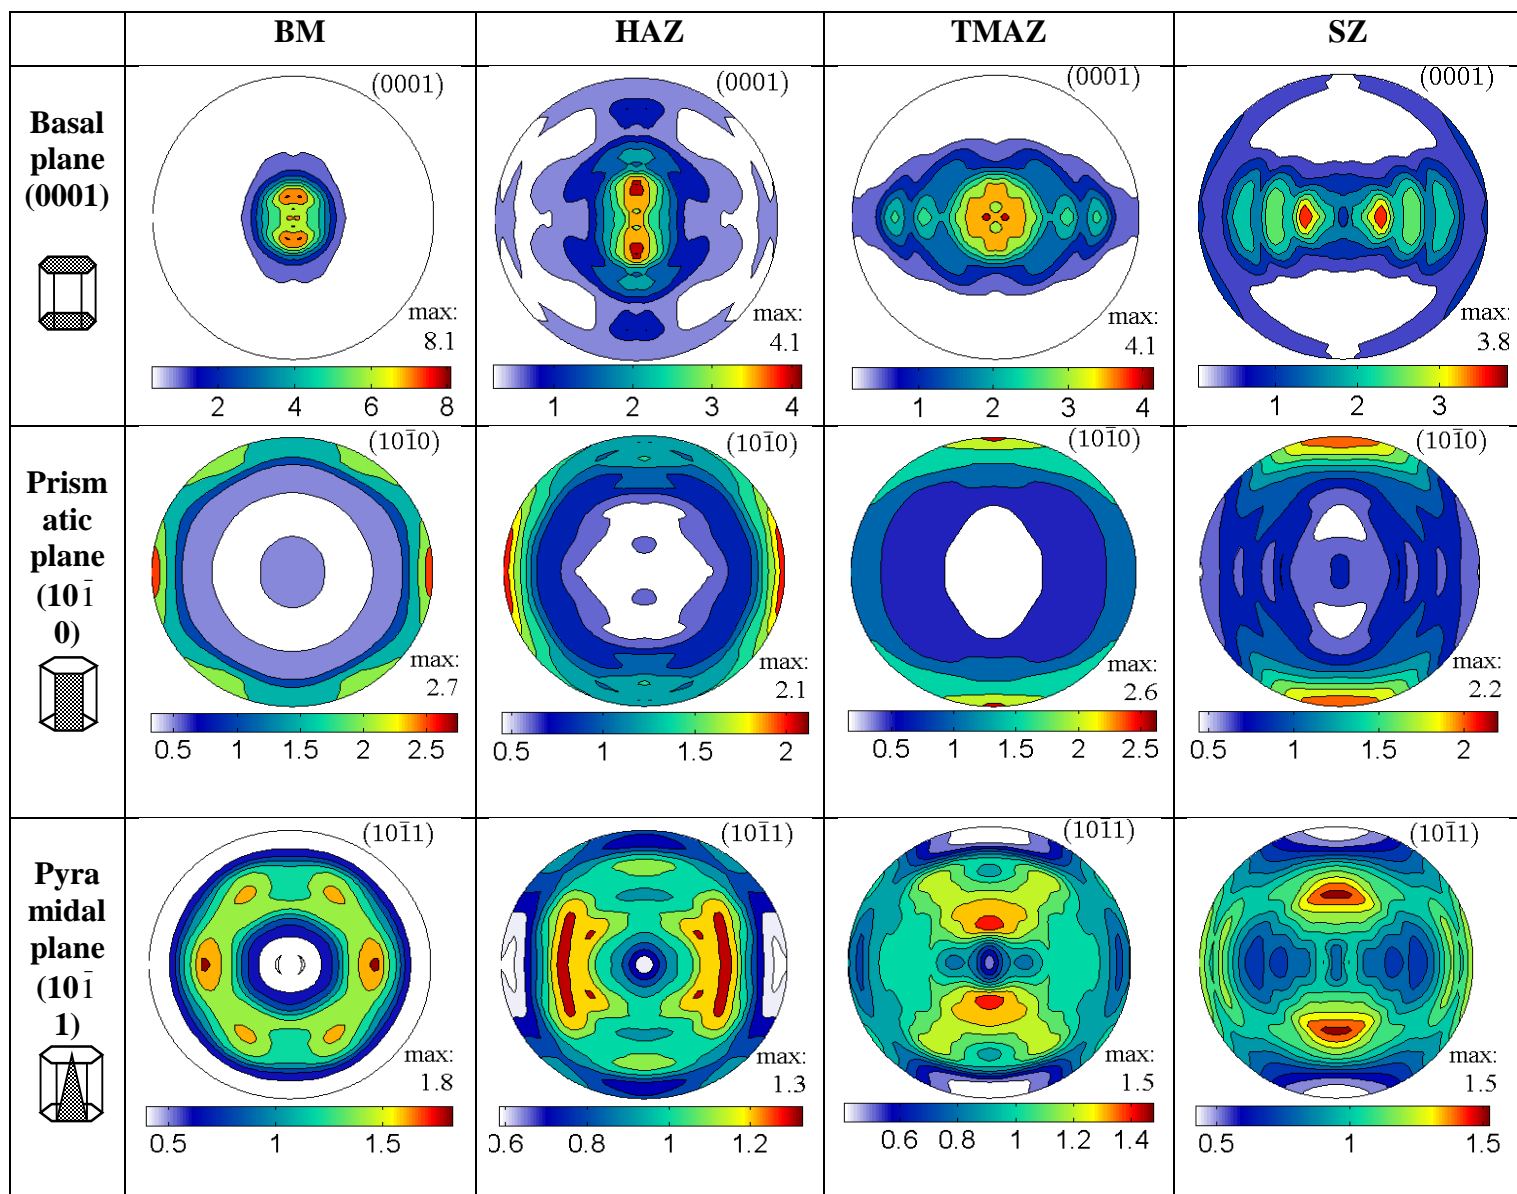 BM HAZ TMAZ SZ
Basal
plane
(0001)
(0001)
max:
8.1
2 4 6 8
(0001)
max:
4.1
1 2 3 4
(0001)
max:
4.1
1 2 3 4
(0001)
max:
3.8
1 2 3
Prism
atic
plane
(101̄
0)
(101̄0)
max:
2.7
0.5 1 1.5 2 2.5
(101̄0)
max:
2.1
0.5 1 1.5 2
(101̄0)
max:
2.6
0.5 1 1.5 2 2.5
(101̄0)
max:
2.2
0.5 1 1.5 2
Pyra
midal
plane
(101̄
1)
(101̄1)
max:
1.8
0.5 1 1.5
(101̄1)
max:
1.3
0.6 0.8 1 1.2
(101̄1)
max:
1.5
0.6 0.8 1 1.2 1.4
(101̄1)
max:
1.5
0.5 1 1.5